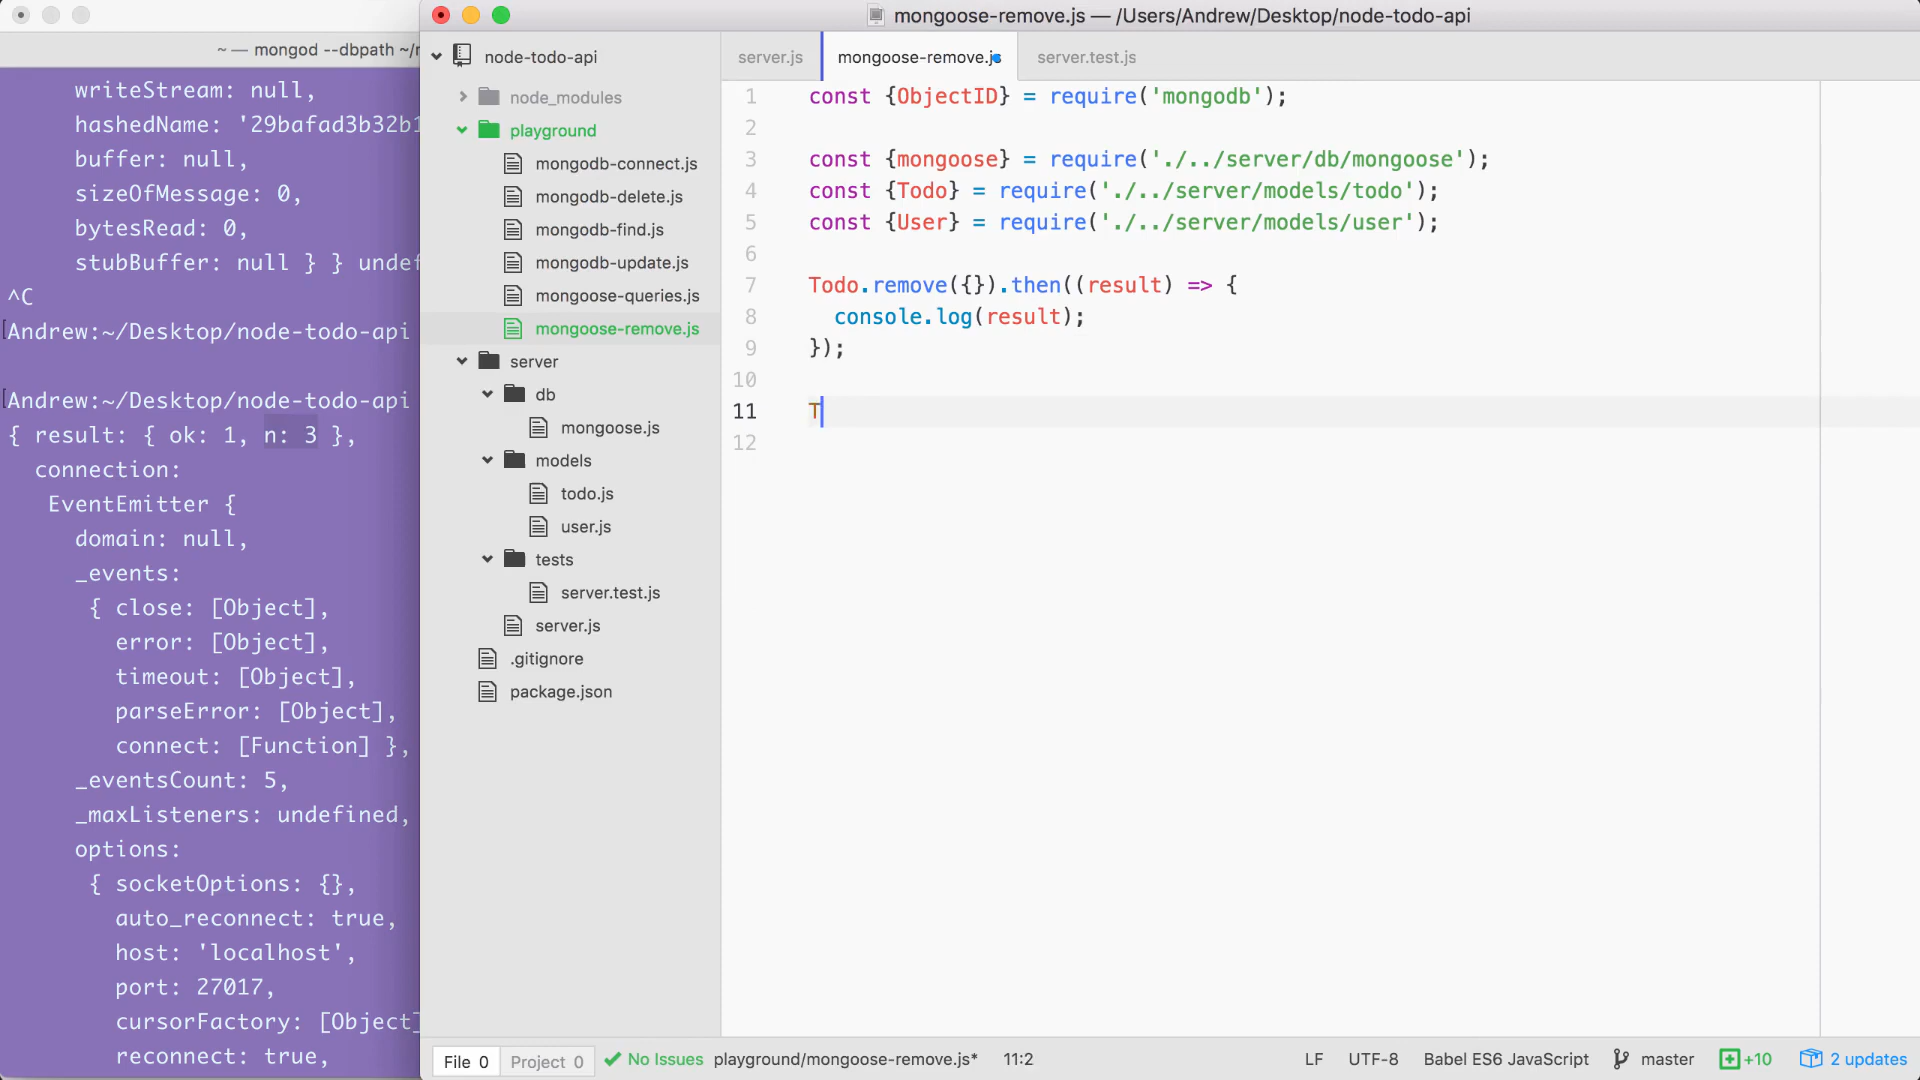 ~ — mongod --dbpath ~/
writeStream: null,
hashedName: '29bafad3b32b1
buffer: null,
sizeOfMessage: 0,
bytesRead: 0,
stubBuffer: null } } undef
^C
[Andrew:~/Desktop/node-todo-api
[Andrew:~/Desktop/node-todo-api
{ result: { ok: 1, n: 3 },
connection:
EventEmitter {
domain: null,
_events:
{ close: [Object],
error: [Object],
timeout: [Object],
parseError: [Object],
connect: [Function] },
_eventsCount: 5,
_maxListeners: undefined,
options:
{ socketOptions: {},
auto_reconnect: true,
host: 'localhost',
port: 27017,
cursorFactory: [Object]
reconnect: true,
mongoose-remove.js — /Users/Andrew/Desktop/node-todo-api
node-todo-api
node_modules
playground
mongodb-connect.js
mongodb-delete.js
mongodb-find.js
mongodb-update.js
mongoose-queries.js
mongoose-remove.js
server
db
mongoose.js
models
todo.js
user.js
tests
server.test.js
server.js
.gitignore
package.json
server.js
mongoose-remove.js
server.test.js
1 const {ObjectID} = require('mongodb');
2
3 const {mongoose} = require('./../server/db/mongoose');
4 const {Todo} = require('./../server/models/todo');
5 const {User} = require('./../server/models/user');
6
7 Todo.remove({}).then((result) => {
8 console.log(result);
9 });
10
11 T
12
File 0 Project 0 No Issues playground/mongoose-remove.js* 11:2 LF UTF-8 Babel ES6 JavaScript master +10 2 updates